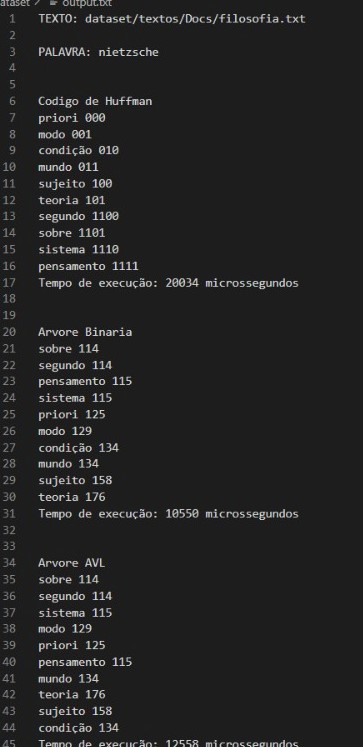 ataset / output.txt
1 TEXTO: dataset/textos/Docs/filosofia.txt
2
3 PALAVRA: nietzsche
4
5
6 Codigo de Huffman
7 priori 000
8 modo 001
9 condição 010
10 mundo 011
11 sujeito 100
12 teoria 101
13 segundo 1100
14 sobre 1101
15 sistema 1110
16 pensamento 1111
17 Tempo de execução: 20034 microssegundos
18
19
20 Arvore Binaria
21 sobre 114
22 segundo 114
23 pensamento 115
24 sistema 115
25 priori 125
26 modo 129
27 condição 134
28 mundo 134
29 sujeito 158
30 teoria 176
31 Tempo de execução: 10550 microssegundos
32
33
34 Arvore AVL
35 sobre 114
36 segundo 114
37 sistema 115
38 modo 129
39 priori 125
40 pensamento 115
41 mundo 134
42 teoria 176
43 sujeito 158
44 condição 134
45 Tempo de execução: 12558 microssegundos